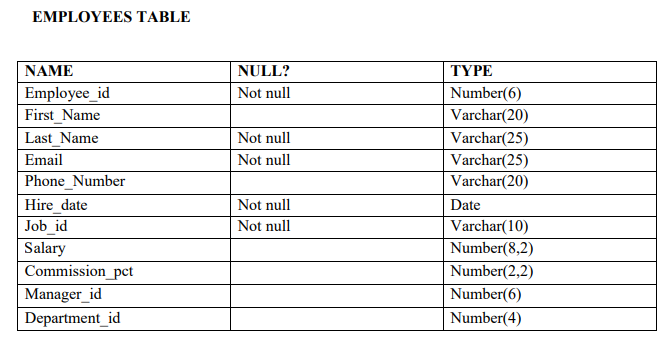 EMPLOYEES TABLE
NAME NULL? TYPE
Employee_id Not null Number(6)
First_Name Varchar(20)
Last_Name Not null Varchar(25)
Email Not null Varchar(25)
Phone_Number Varchar(20)
Hire_date Not null Date
Job_id Not null Varchar(10)
Salary Number(8,2)
Commission_pct Number(2,2)
Manager_id Number(6)
Department_id Number(4)